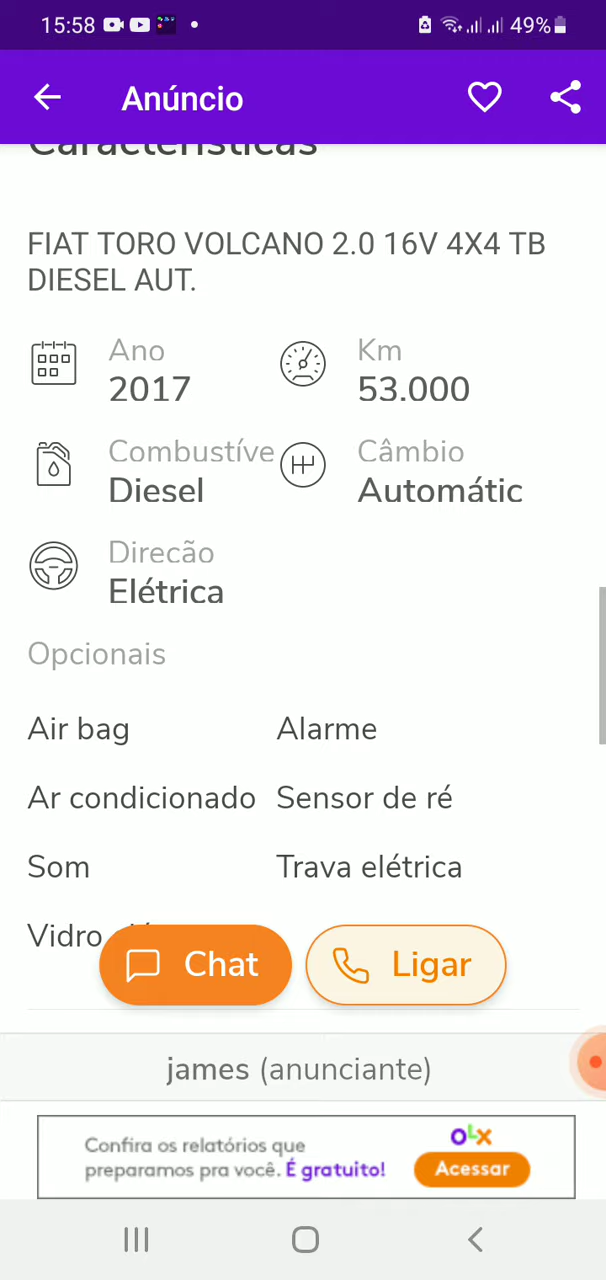 15:58
49%
Anúncio
Características
FIAT TORO VOLCANO 2.0 16V 4X4 TB
DIESEL AUT.
Ano
2017
Km
53.000
Combustíve
Diesel
Câmbio
Automátic
Direcão
Elétrica
Opcionais
Air bag
Alarme
Ar condicionado
Sensor de ré
Som
Trava elétrica
Vidro
Chat
Ligar
james (anunciante)
Confira os relatórios que
preparamos pra você. É gratuito!
OLX
Acessar